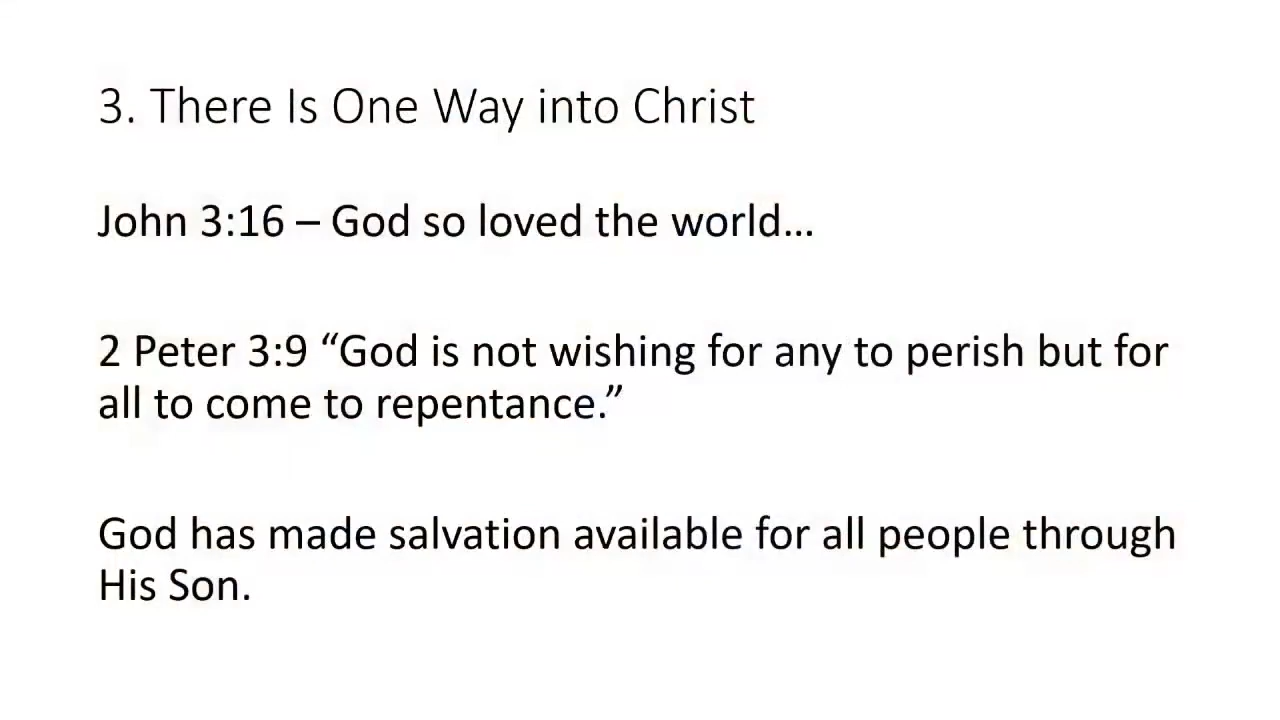 3. There Is One Way into Christ
John 3:16 – God so loved the world…
2 Peter 3:9 “God is not wishing for any to perish but for
all to come to repentance.”
God has made salvation available for all people through
His Son.